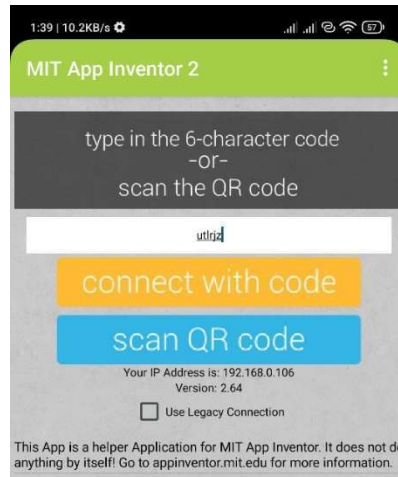 1:39 | 10.2KB/s 57
MIT App Inventor 2
type in the 6-character code
-or-
scan the QR code
utlrjz
connect with code
scan QR code
Your IP Address is: 192.168.0.106
Version: 2.64
Use Legacy Connection
This App is a helper Application for MIT App Inventor. It does not d
anything by itself! Go to appinventor.mit.edu for more information.